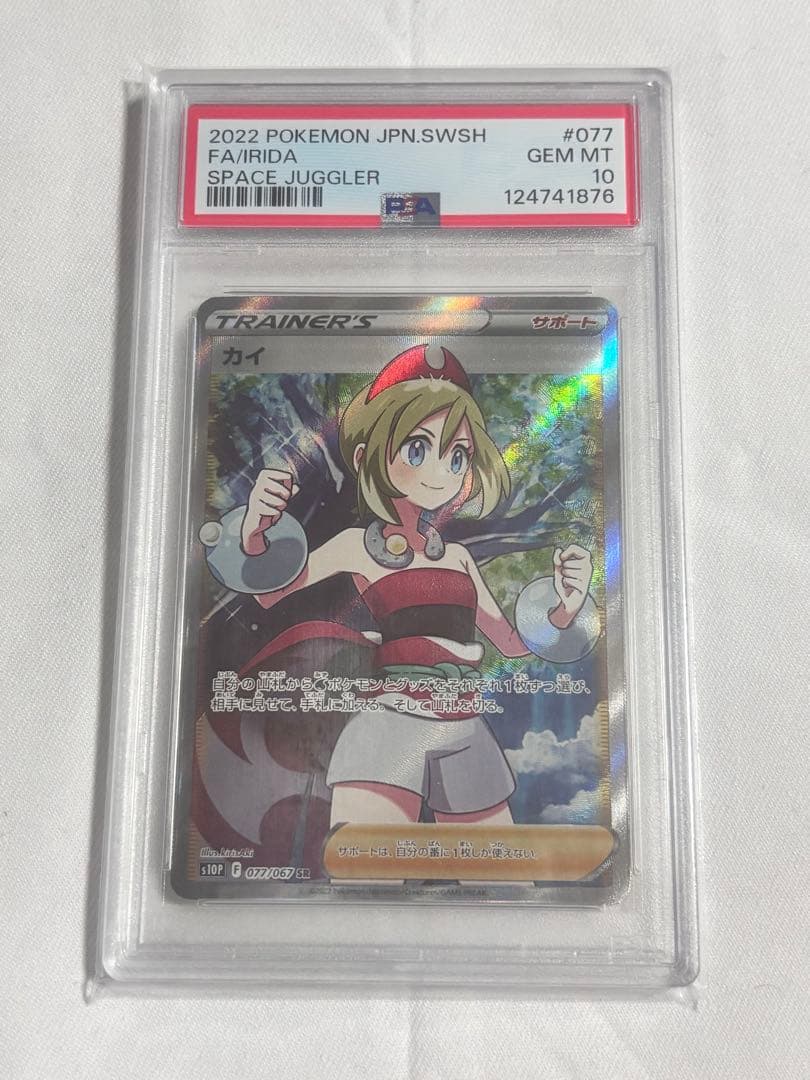 2022 POKEMON JPN.SWSH #077
FA/IRIDA GEM MT
SPACE JUGGLER 10
124741876
PSA
TRAINER'S サポート
カイ
自分の山札からポケモンとグッズをそれぞれ1枚ずつ選び、
相手に見せて、手札に加える。そして山札を切る。
サポートは、自分の番に1枚しか使えない。
Illus.kirisAki
s10P F 077/067 SR